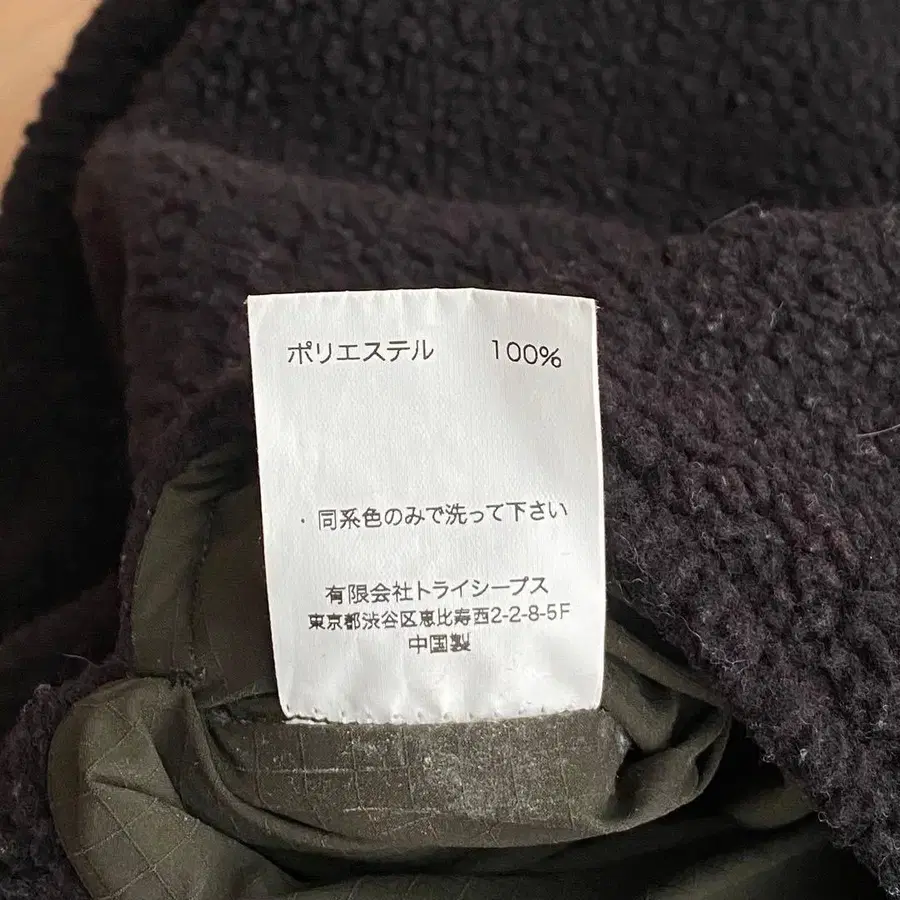 ポリエステル 100%
・同系色のみで洗って下さい
有限会社トライシープス
東京都渋谷区恵比寿西2-2-8-5F
中国製